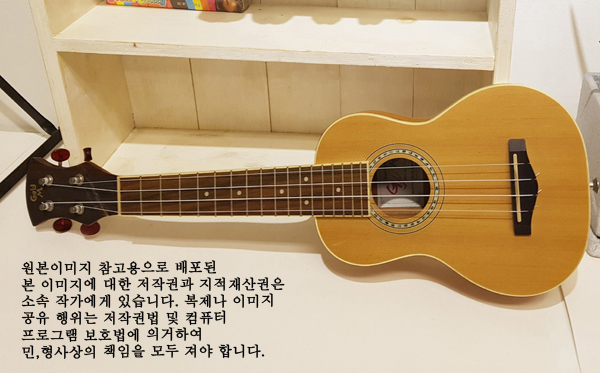 원본이미지 참고용으로 배포된
본 이미지에 대한 저작권과 지적재산권은
소속 작가에게 있습니다. 복제나 이미지
공유 행위는 저작권법 및 컴퓨터
프로그램 보호법에 의거하여
민,형사상의 책임을 모두 져야 합니다.